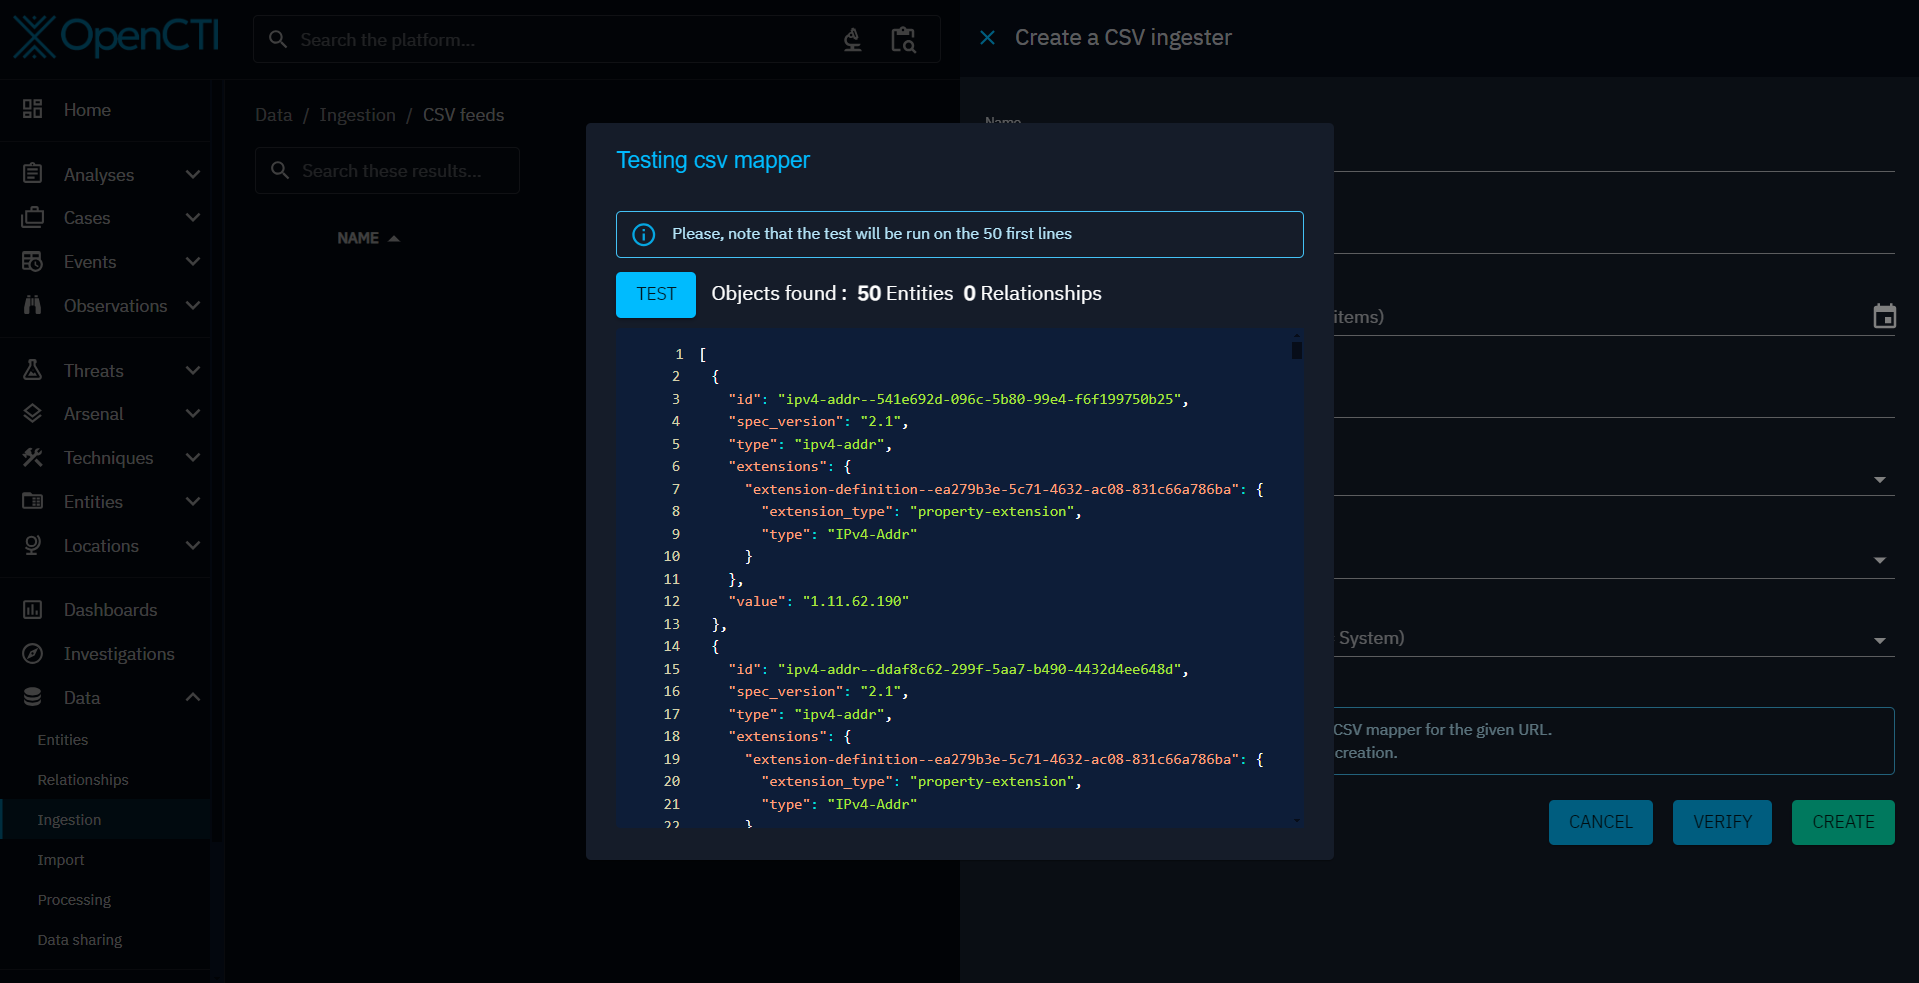 OpenCTI
Search the platform...
Create a CSV ingester
Home
Analyses
Cases
Events
Observations
Threats
Arsenal
Techniques
Entities
Locations
Dashboards
Investigations
Data
Entities
Relationships
Ingestion
Import
Processing
Data sharing
Data / Ingestion / CSV feeds
Search these results...
NAME
Name
Testing csv mapper
Please, note that the test will be run on the 50 first lines
TEST Objects found : 50 Entities 0 Relationships
1 [
2 {
3 "id": "ipv4-addr--541e692d-096c-5b80-99e4-f6f199750b25",
4 "spec_version": "2.1",
5 "type": "ipv4-addr",
6 "extensions": {
7 "extension-definition--ea279b3e-5c71-4632-ac08-831c66a786ba": {
8 "extension_type": "property-extension",
9 "type": "IPv4-Addr"
10 }
11 },
12 "value": "1.11.62.190"
13 },
14 {
15 "id": "ipv4-addr--ddaf8c62-299f-5aa7-b490-4432d4ee648d",
16 "spec_version": "2.1",
17 "type": "ipv4-addr",
18 "extensions": {
19 "extension-definition--ea279b3e-5c71-4632-ac08-831c66a786ba": {
20 "extension_type": "property-extension",
21 "type": "IPv4-Addr"
22 }
items)
System)
CSV mapper for the given URL.
creation.
CANCEL VERIFY CREATE